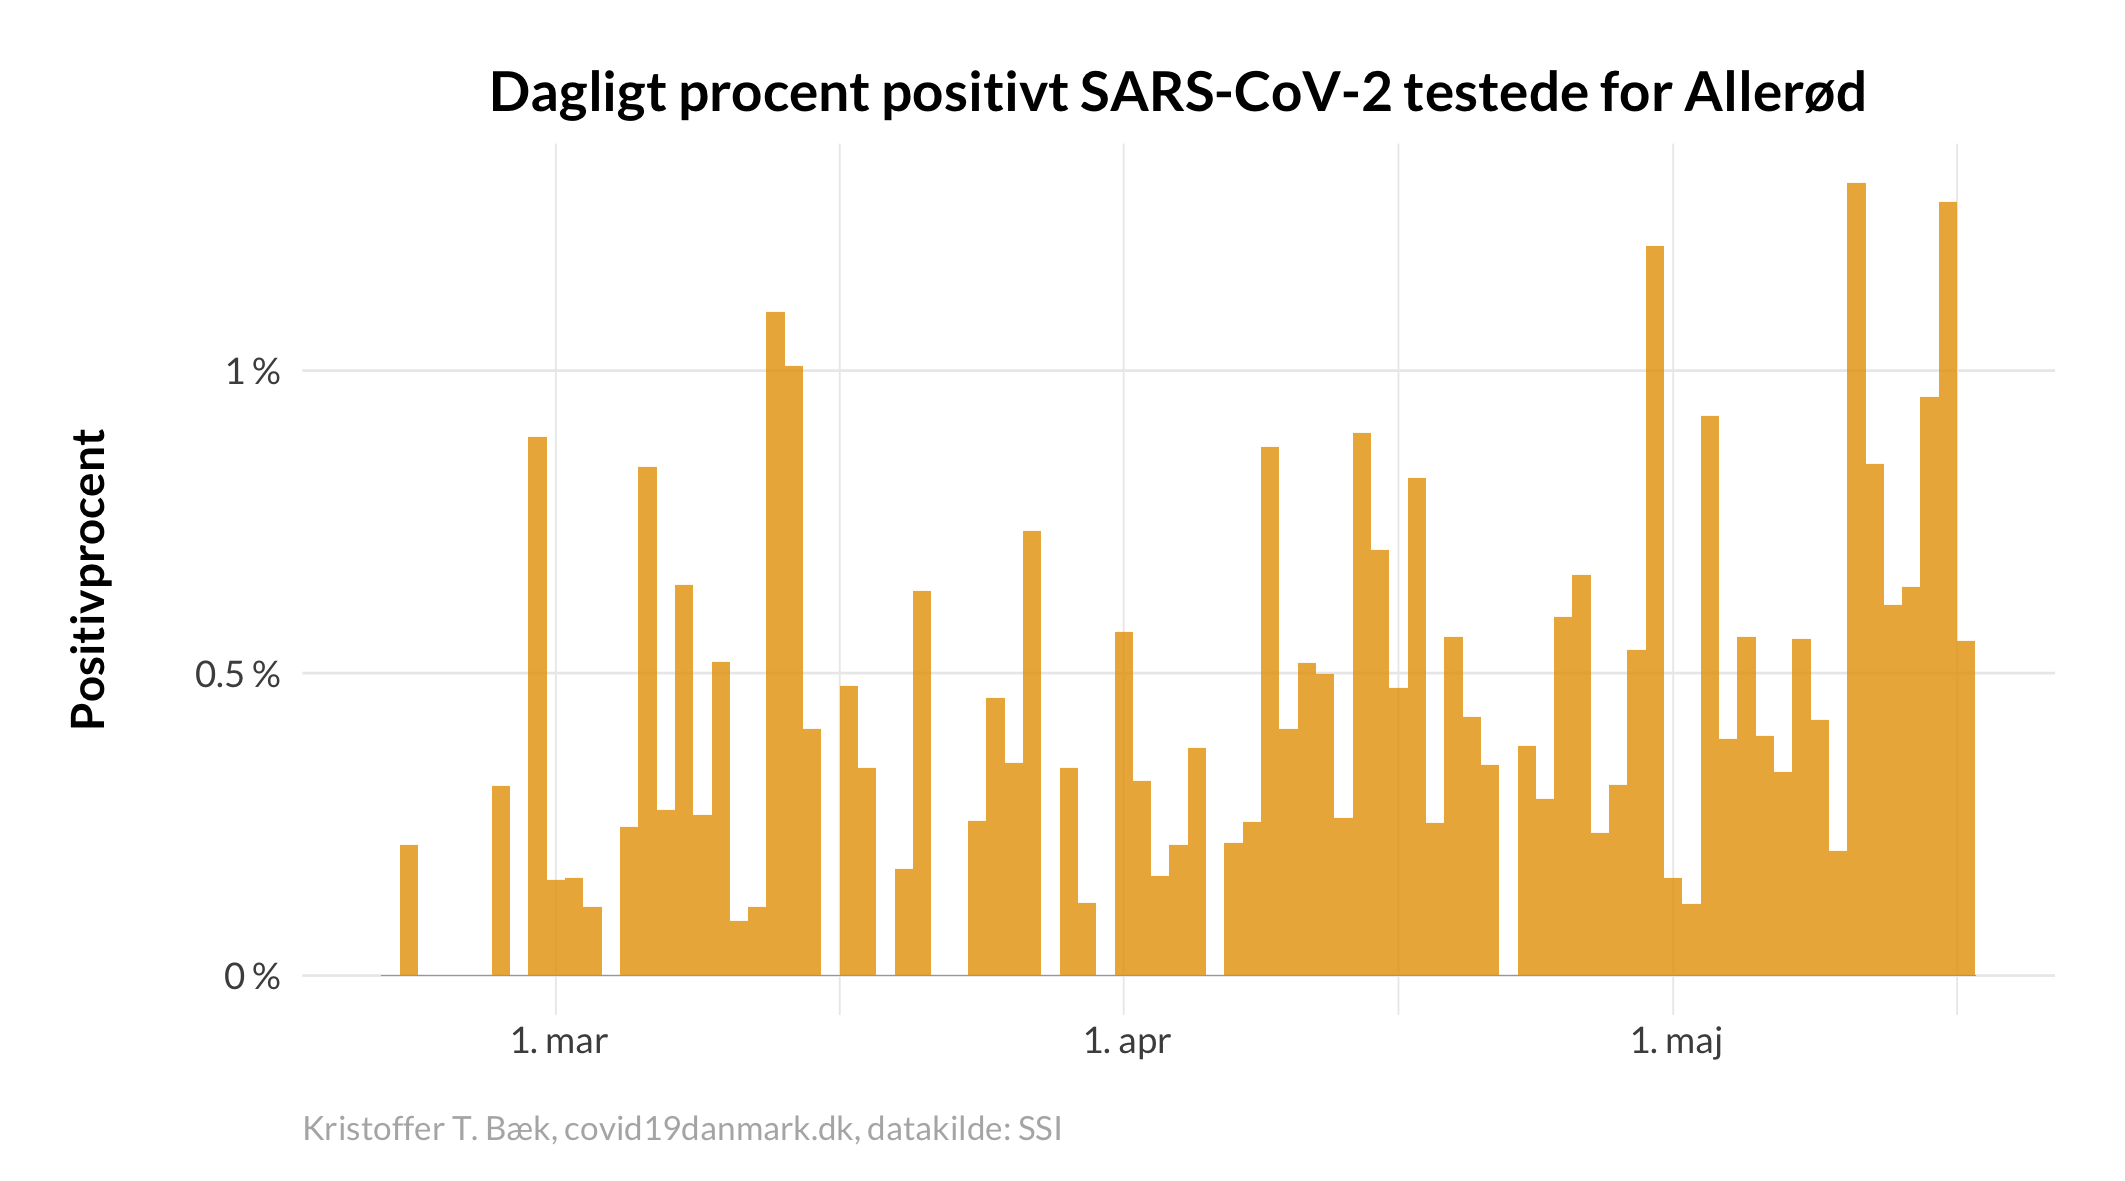 Dagligt procent positivt SARS-CoV-2 testede for Allerød
Positivprocent
1 %
0.5 %
0 %
1. mar
1. apr
1. maj
Kristoffer T. Bæk, covid19danmark.dk, datakilde: SSI